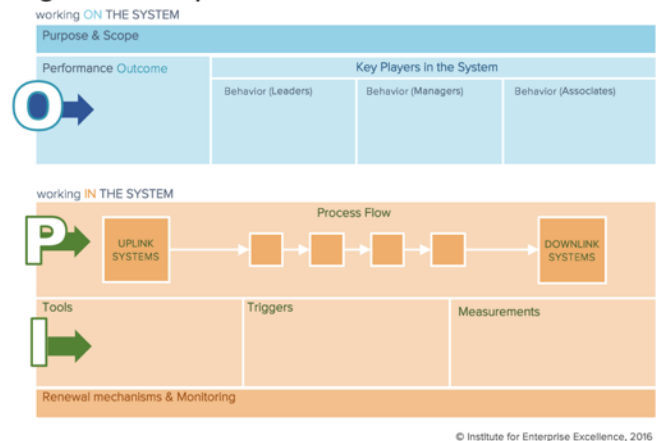 working ON THE SYSTEM
Purpose & Scope
Performance Outcome
Key Players in the System
Behavior (Leaders)
Behavior (Managers)
Behavior (Associates)
O
working IN THE SYSTEM
Process Flow
P
UPLINK
SYSTEMS
DOWNLINK
SYSTEMS
Tools
Triggers
Measurements
I
Renewal mechanisms & Monitoring
© Institute for Enterprise Excellence, 2016